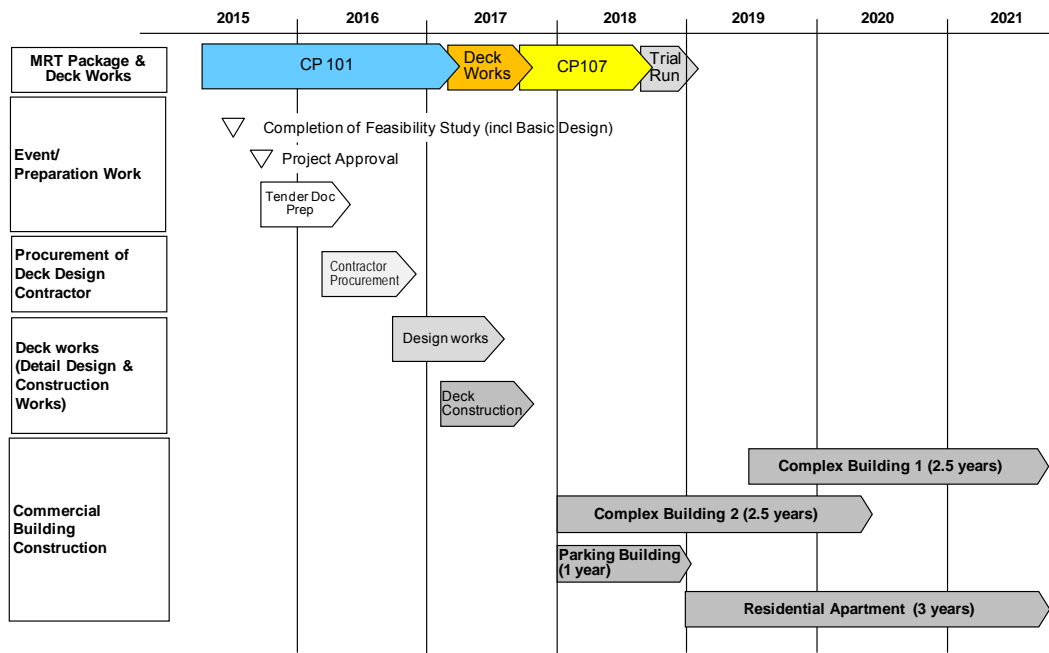 2015 2016 2017 2018 2019 2020 2021
MRT Package &
Deck Works
CP 101
Deck
Works
CP107
Trial
Run
Event/
Preparation Work
Completion of Feasibility Study (incl Basic Design)
Project Approval
Tender Doc
Prep
Procurement of
Deck Design
Contractor
Contractor
Procurement
Deck works
(Detail Design &
Construction
Works)
Design works
Deck
Construction
Commercial
Building
Construction
Complex Building 1 (2.5 years)
Complex Building 2 (2.5 years)
Parking Building
(1 year)
Residential Apartment (3 years)